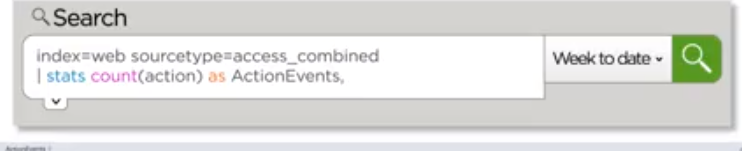 Search
index=web sourcetype=access_combined
| stats count(action) as ActionEvents,
Week to date